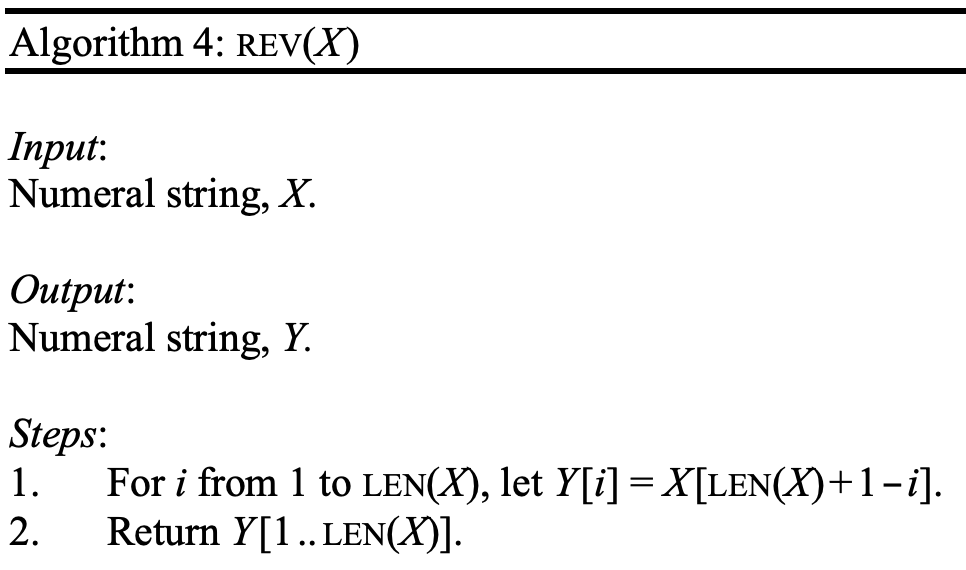 Algorithm 4: REV(X)
Input:
Numeral string, X.
Output:
Numeral string, Y.
Steps:
1. For i from 1 to LEN(X), let Y[i] = X[LEN(X)+1−i].
2. Return Y[1..LEN(X)].